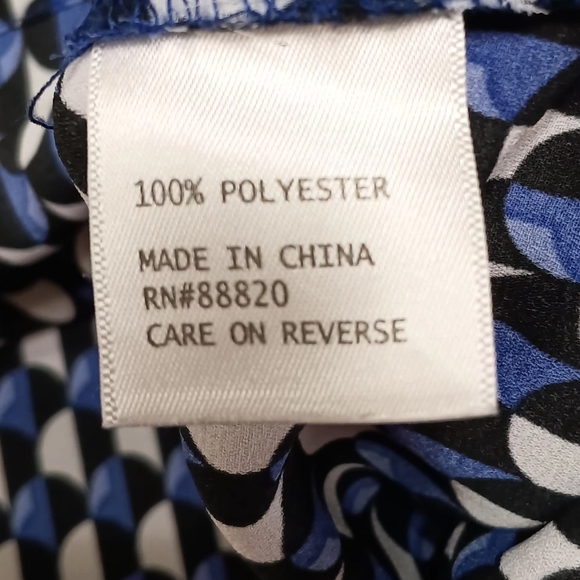 100% POLYESTER
MADE IN CHINA
RN#88820
CARE ON REVERSE